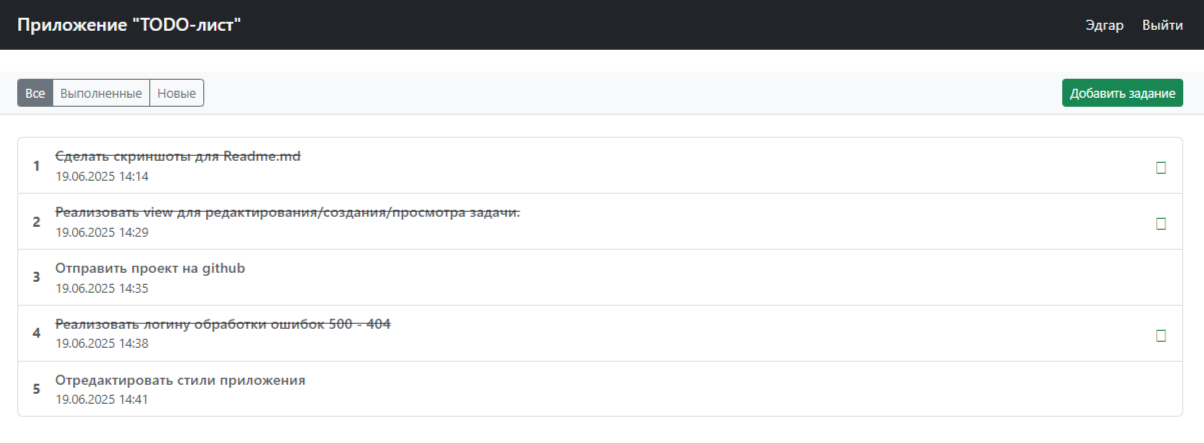 Приложение "TODO-лист"
Эдгар Выйти
Все Выполненные Новые
Добавить задание
1
Сделать скриншоты для Readme.md
19.06.2025 14:14
2
Реализовать view для редактирования/создания/просмотра задачи.
19.06.2025 14:29
3
Отправить проект на github
19.06.2025 14:35
4
Реализовать логину обработки ошибок 500 - 404
19.06.2025 14:38
5
Отредактировать стили приложения
19.06.2025 14:41